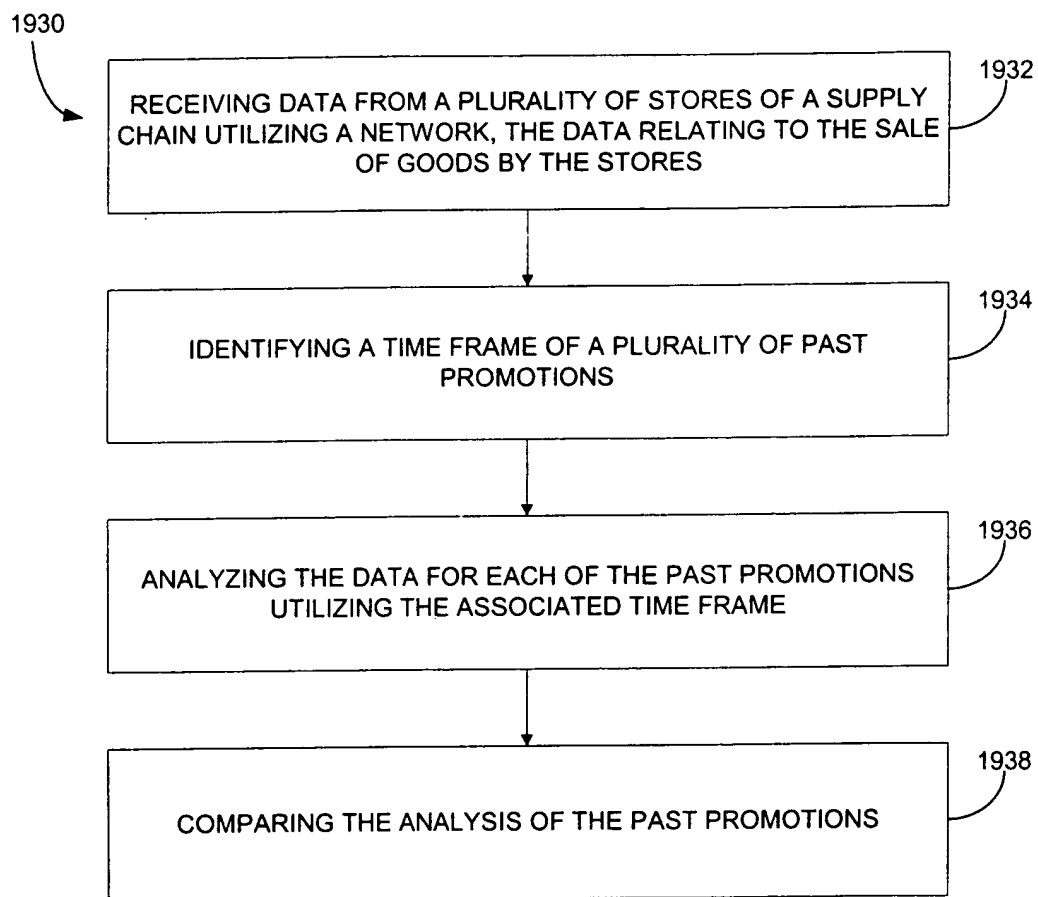 1930
1932
RECEIVING DATA FROM A PLURALITY OF STORES OF A SUPPLY
CHAIN UTILIZING A NETWORK, THE DATA RELATING TO THE SALE
OF GOODS BY THE STORES
1934
IDENTIFYING A TIME FRAME OF A PLURALITY OF PAST
PROMOTIONS
1936
ANALYZING THE DATA FOR EACH OF THE PAST PROMOTIONS
UTILIZING THE ASSOCIATED TIME FRAME
1938
COMPARING THE ANALYSIS OF THE PAST PROMOTIONS